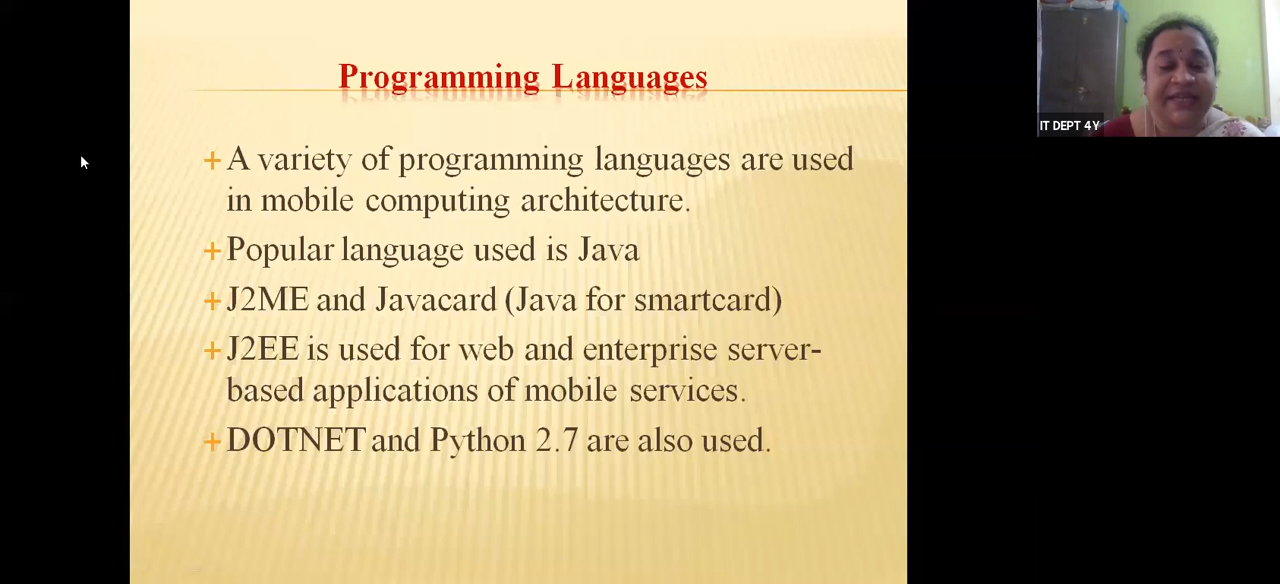 Programming Languages
A variety of programming languages are used
in mobile computing architecture.
Popular language used is Java
J2ME and Javacard (Java for smartcard)
J2EE is used for web and enterprise server-
based applications of mobile services.
DOTNET and Python 2.7 are also used.
IT DEPT 4Y